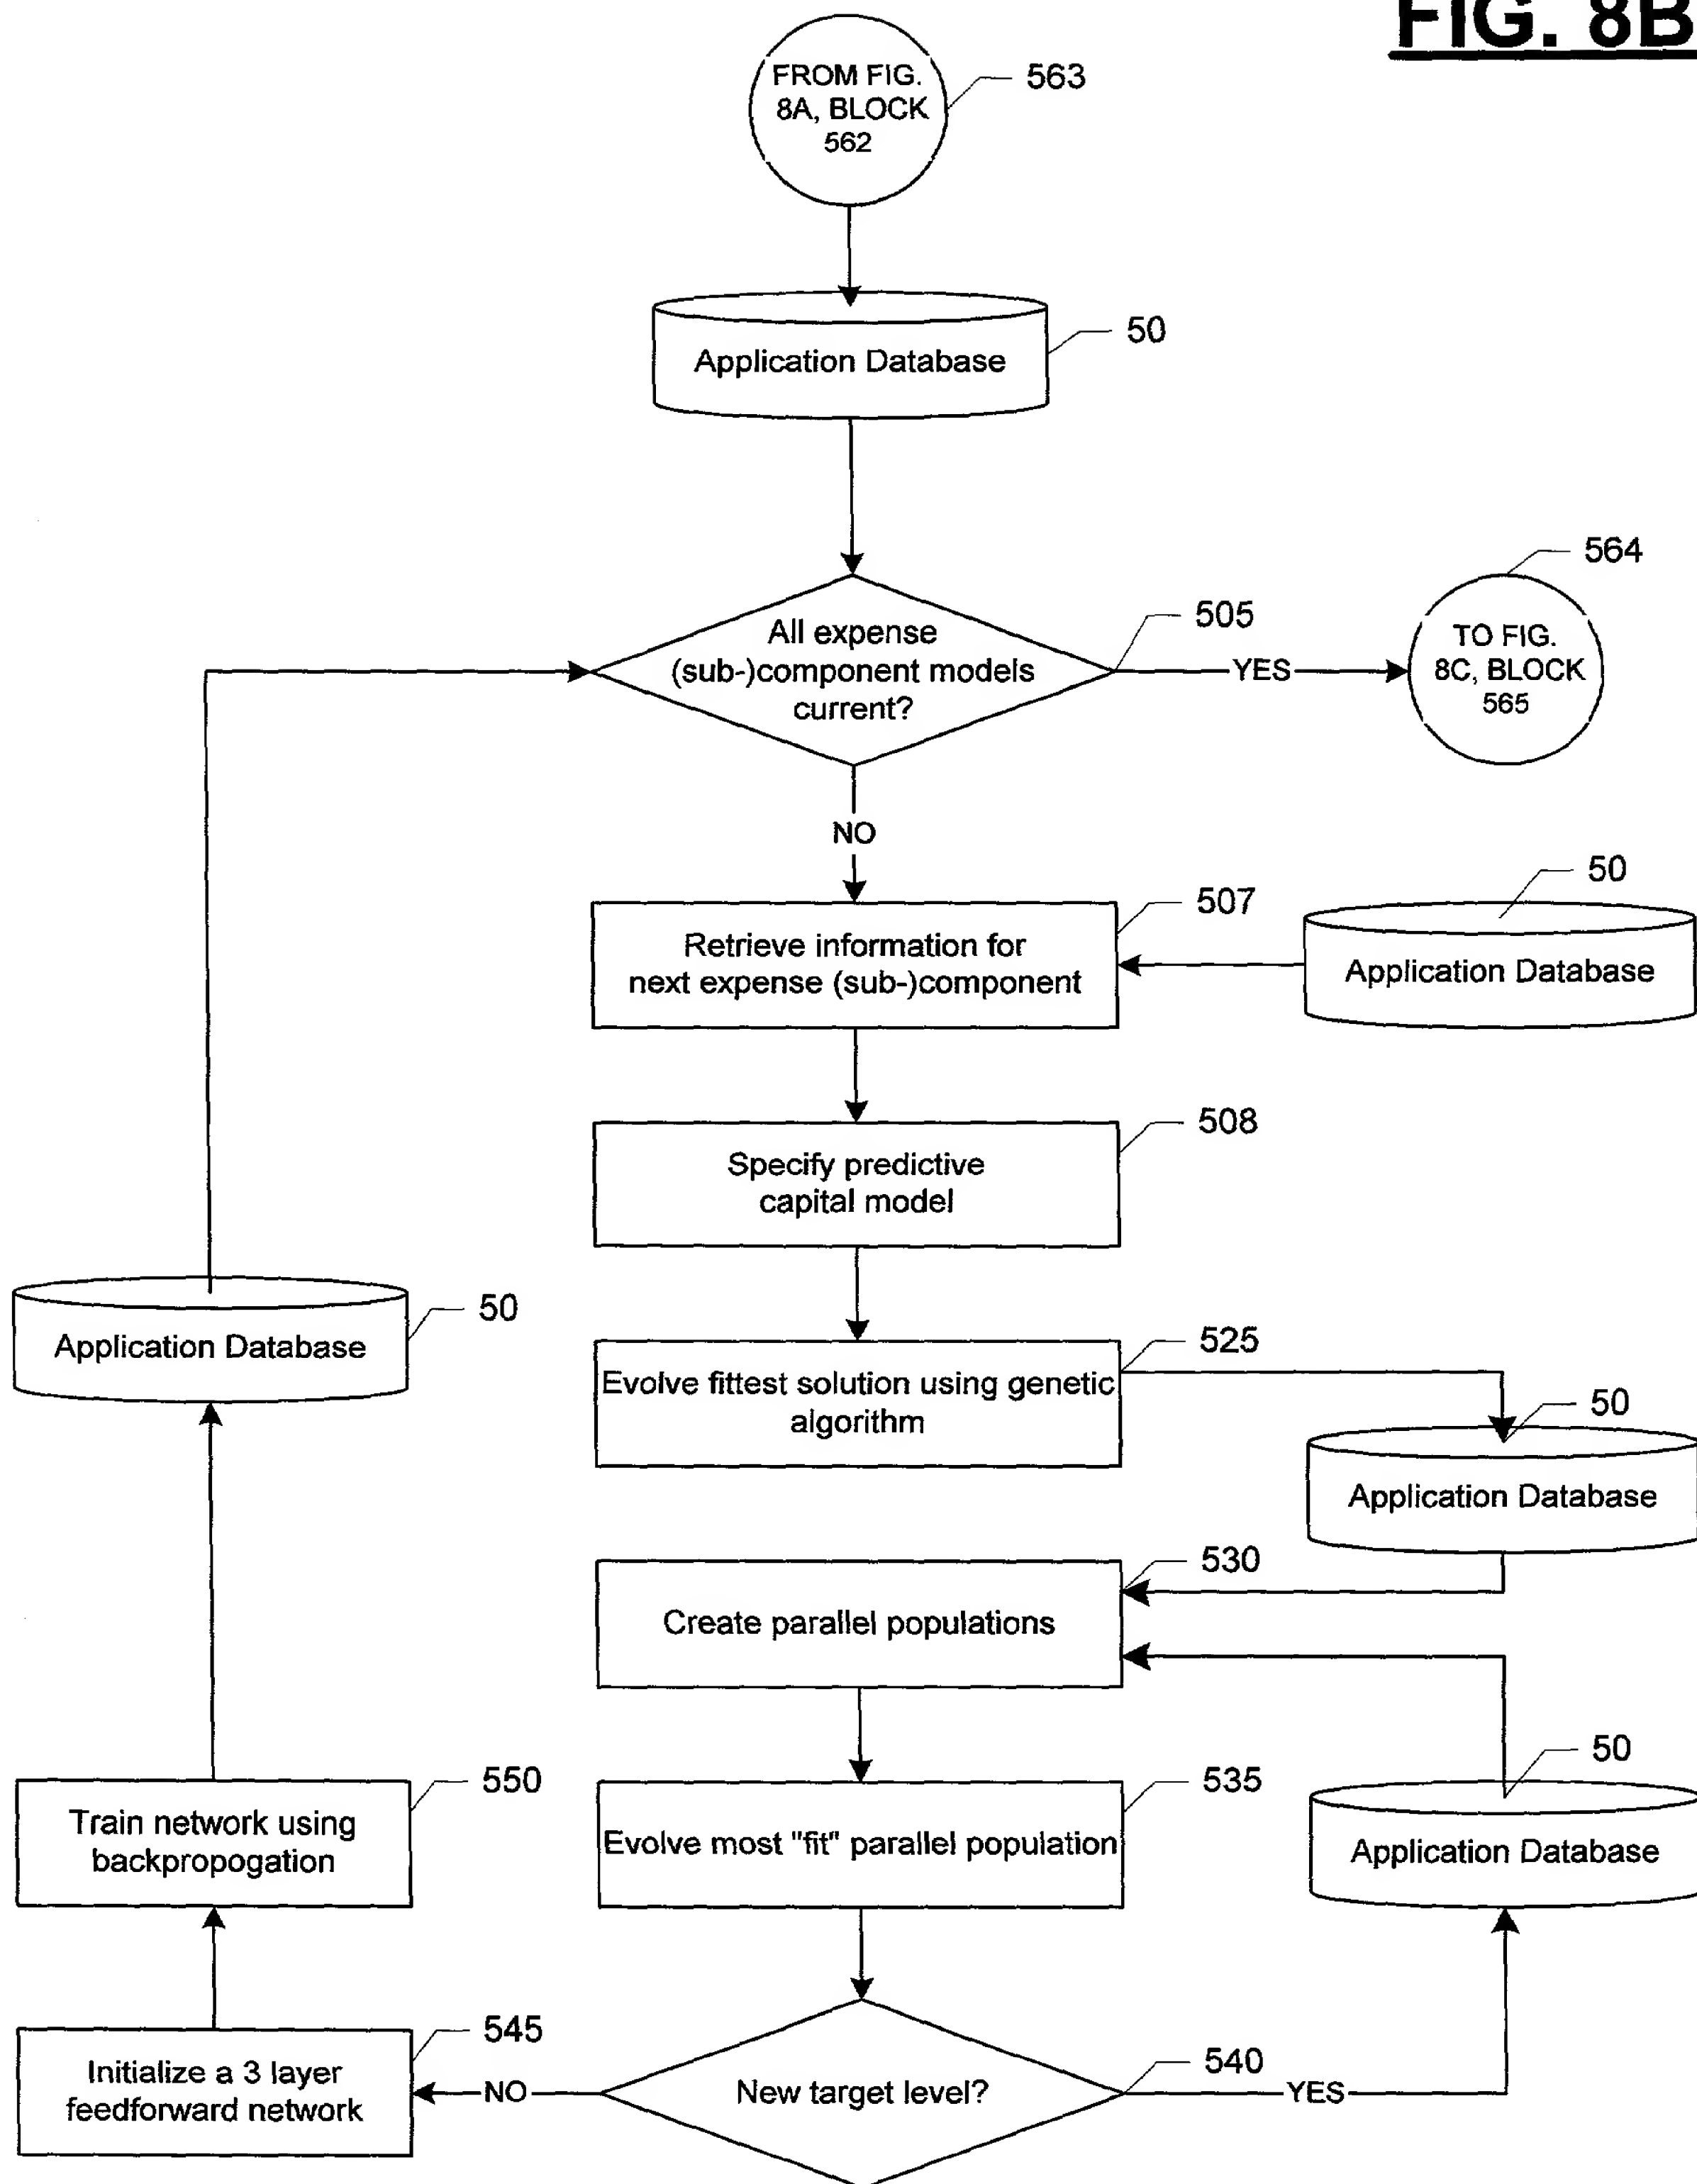 FIG. 8B
FROM FIG.
8A, BLOCK
562
563
Application Database
50
564
All expense
(sub-)component models
current?
505
YES
TO FIG.
8C, BLOCK
565
NO
50
507
Retrieve information for
next expense (sub-)component
Application Database
508
Specify predictive
capital model
50
Application Database
525
Evolve fittest solution using genetic
algorithm
50
Application Database
530
Create parallel populations
50
550
535
Train network using
backpropogation
Evolve most "fit" parallel population
Application Database
545
Initialize a 3 layer
feedforward network
NO
New target level?
540
YES